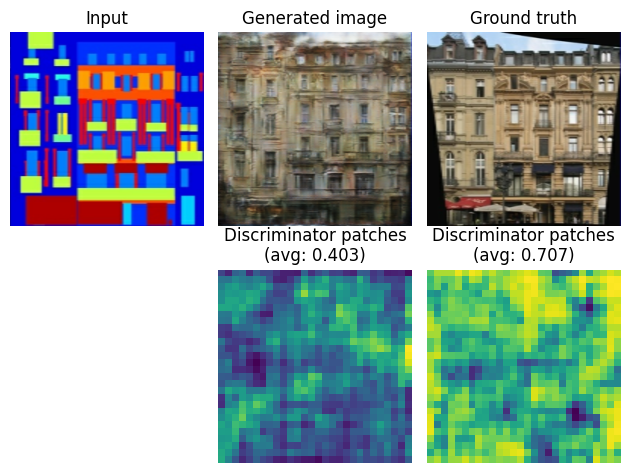 Input
Generated image
Ground truth
Discriminator patches
(avg: 0.403)
Discriminator patches
(avg: 0.707)